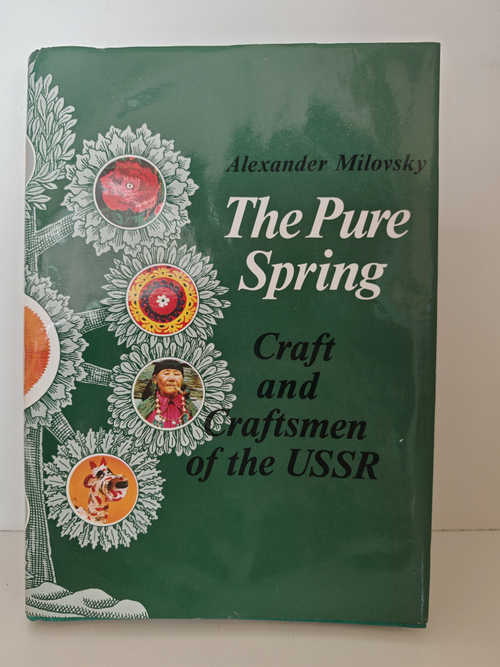 Alexander Milovsky
The Pure
Spring
Craft
and
Craftsmen
of the USSR